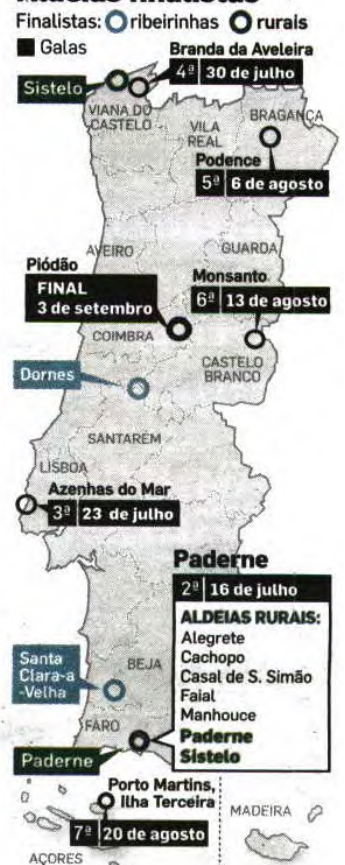 Finalistas: ribeirinhas rurais
Galas
Branda da Aveleira
4ª 30 de julho
Sistelo
VIANA DO
CASTELO
VILA
REAL
BRAGANÇA
Podence
5ª 6 de agosto
AVEIRO
GUARDA
Piódão
FINAL
3 de setembro
Monsanto
6ª 13 de agosto
COIMBRA
CASTELO
BRANCO
Dornes
SANTARÉM
LISBOA
Azenhas do Mar
3ª 23 de julho
Paderne
2ª 16 de julho
ALDEIAS RURAIS:
Alegrete
Cachopo
Casal de S. Simão
Faial
Manhouce
Paderne
Sistelo
Santa
Clara-a
-Velha
BEJA
FARO
Paderne
Porto Martins,
Ilha Terceira
7ª 20 de agosto
AÇORES
MADEIRA